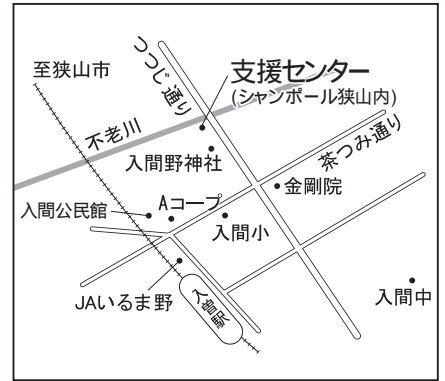 つつじ通り
至狭山市
支援センター
(シャンポール狭山内)
不老川
茶つみ通り
入間野神社
金剛院
Aコープ
入間公民館
入間小
JAいるま野
入曽駅
入間中